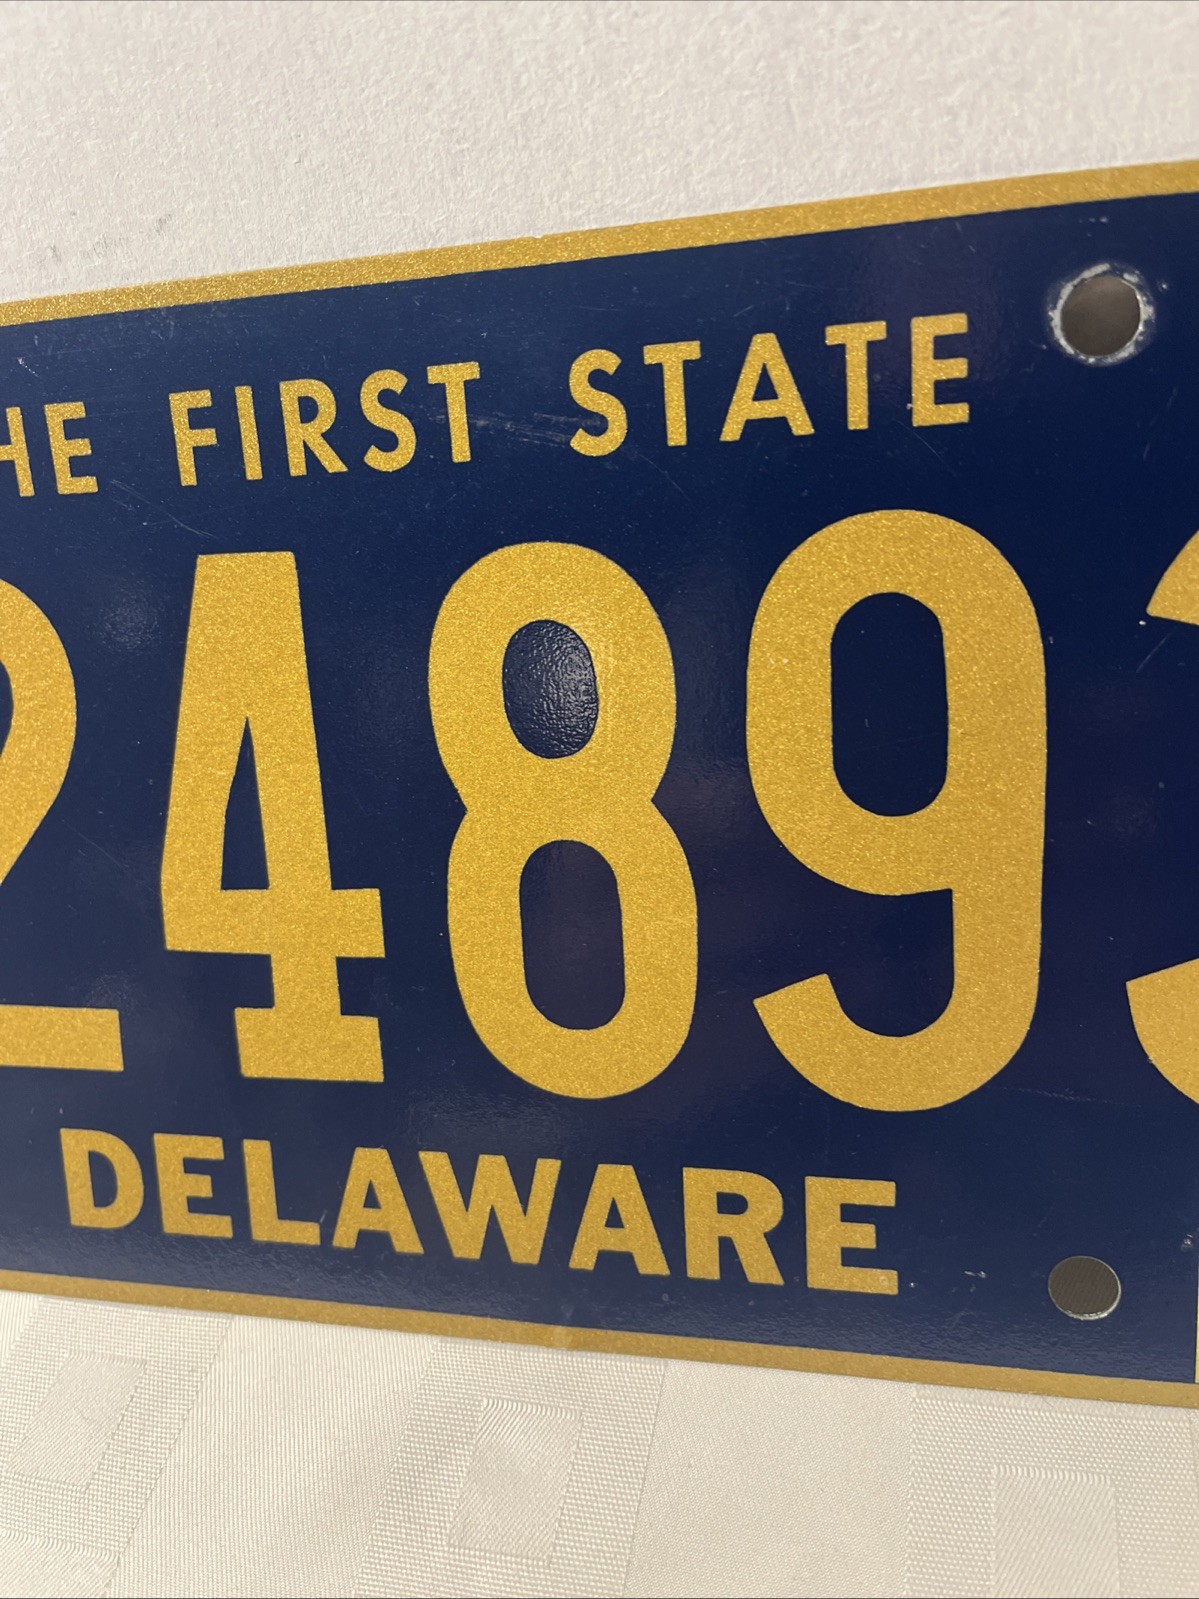 HE FIRST STATE
2489
DELAWARE